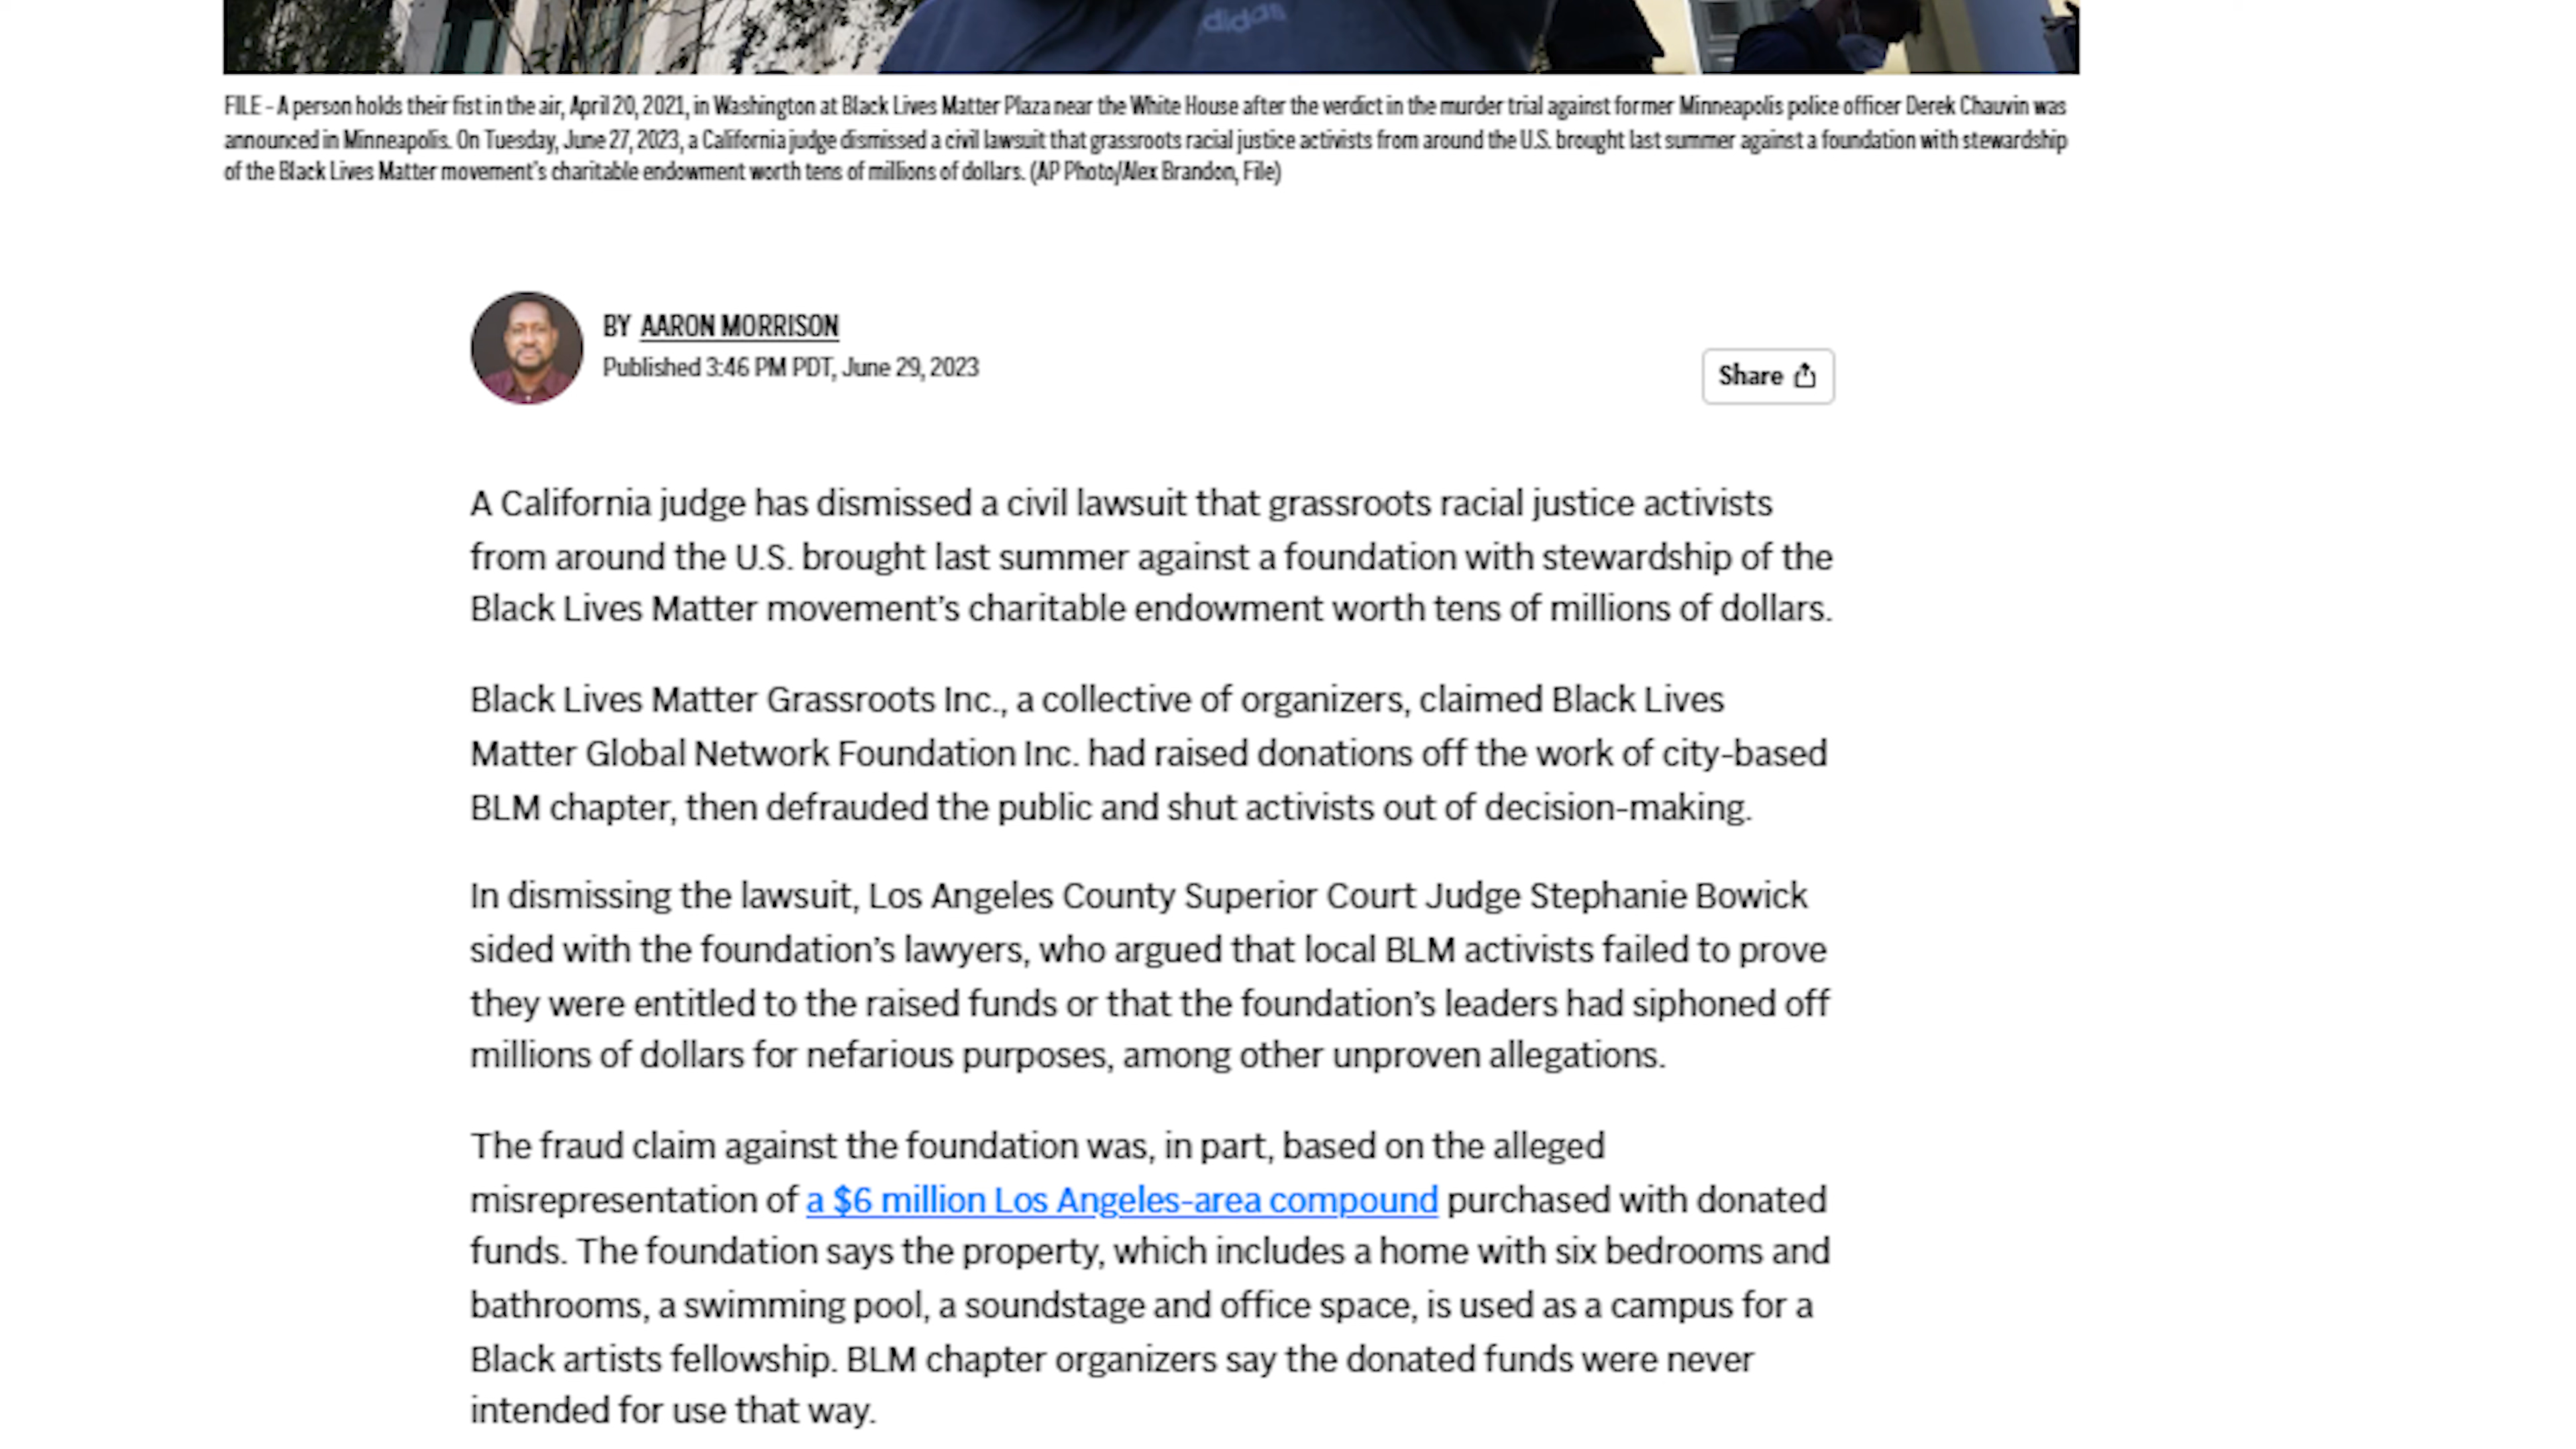 didas
FILE - A person holds their fist in the air, April 20, 2021, in Washington at Black Lives Matter Plaza near the White House after the verdict in the murder trial against former Minneapolis police officer Derek Chauvin was
announced in Minneapolis. On Tuesday, June 27, 2023, a California judge dismissed a civil lawsuit that grassroots racial justice activists from around the U.S. brought last summer against a foundation with stewardship
of the Black Lives Matter movement’s charitable endowment worth tens of millions of dollars. (AP Photo/Alex Brandon, File)
BY AARON MORRISON
Published 3:46 PM PDT, June 29, 2023
Share
A California judge has dismissed a civil lawsuit that grassroots racial justice activists
from around the U.S. brought last summer against a foundation with stewardship of the
Black Lives Matter movement’s charitable endowment worth tens of millions of dollars.
Black Lives Matter Grassroots Inc., a collective of organizers, claimed Black Lives
Matter Global Network Foundation Inc. had raised donations off the work of city-based
BLM chapter, then defrauded the public and shut activists out of decision-making.
In dismissing the lawsuit, Los Angeles County Superior Court Judge Stephanie Bowick
sided with the foundation’s lawyers, who argued that local BLM activists failed to prove
they were entitled to the raised funds or that the foundation’s leaders had siphoned off
millions of dollars for nefarious purposes, among other unproven allegations.
The fraud claim against the foundation was, in part, based on the alleged
misrepresentation of a $6 million Los Angeles-area compound purchased with donated
funds. The foundation says the property, which includes a home with six bedrooms and
bathrooms, a swimming pool, a soundstage and office space, is used as a campus for a
Black artists fellowship. BLM chapter organizers say the donated funds were never
intended for use that way.